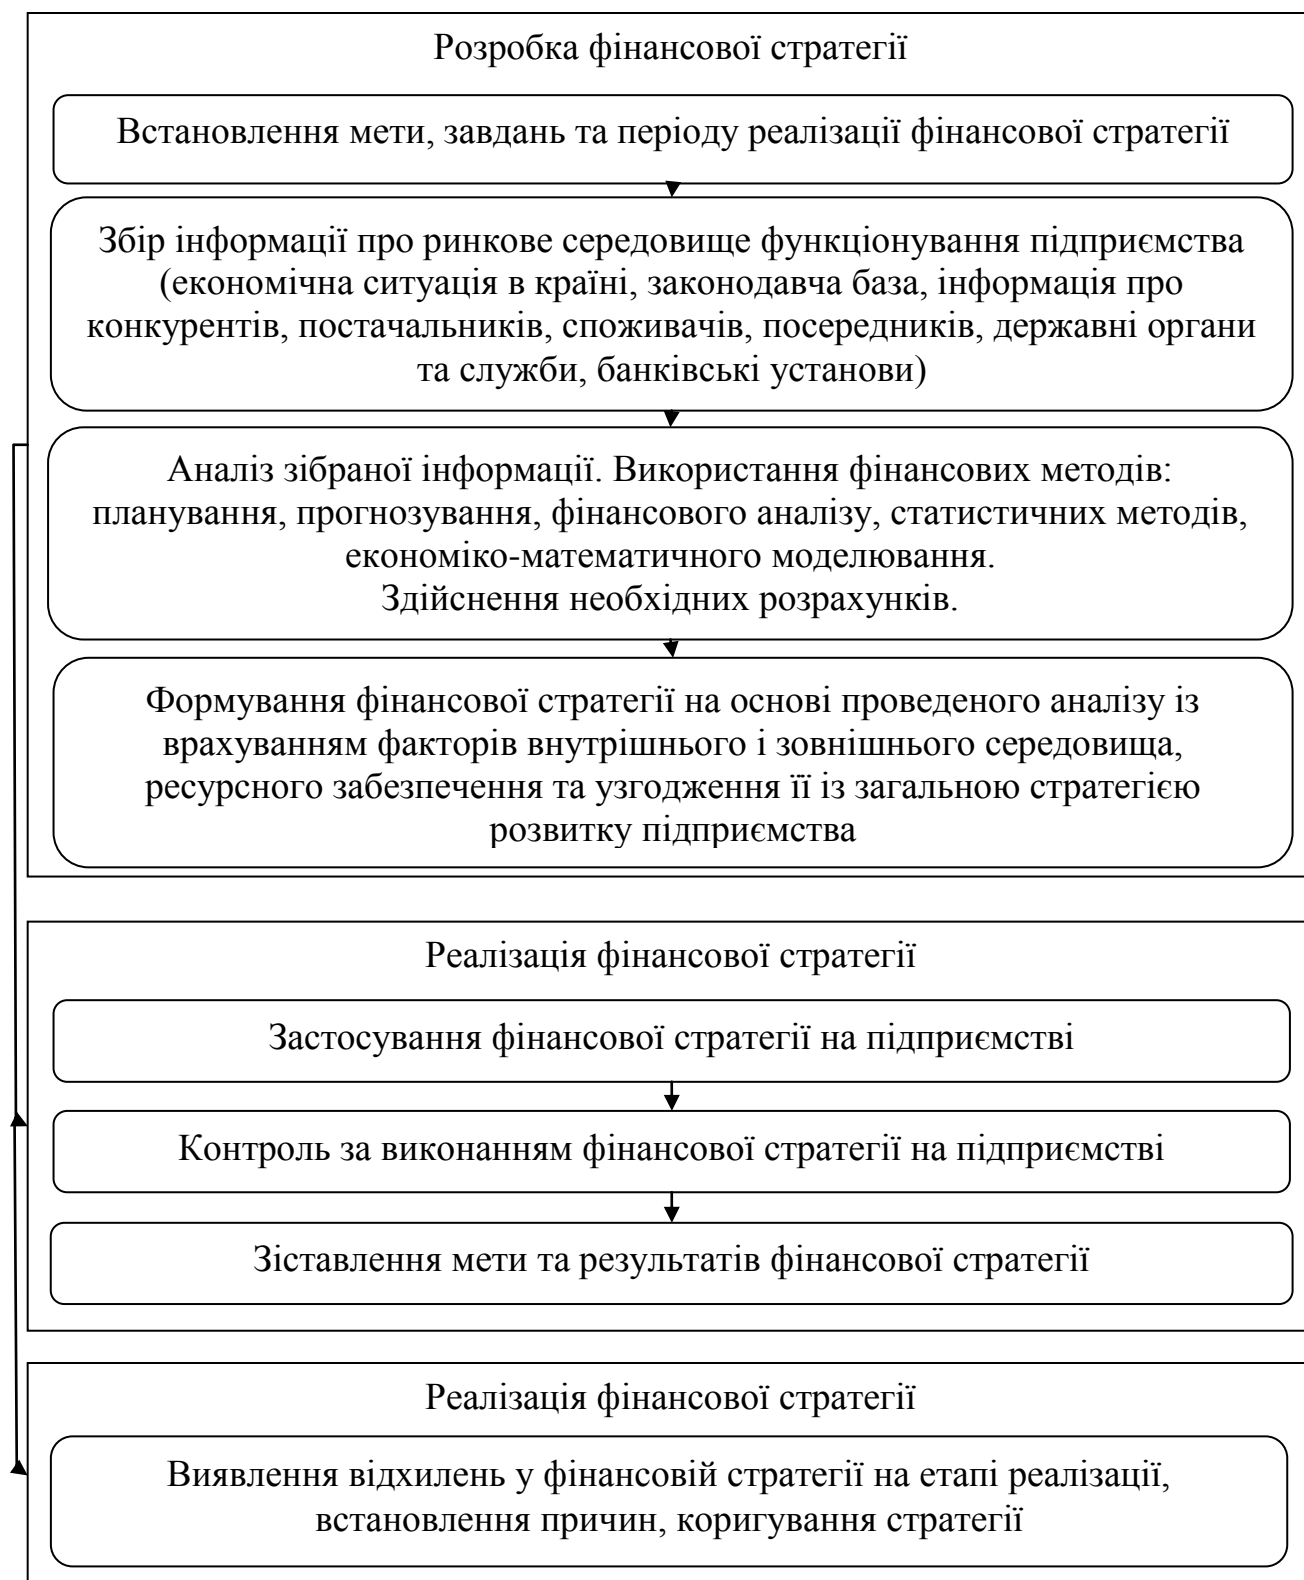 Розробка фінансової стратегії
Встановлення мети, завдань та періоду реалізації фінансової стратегії
Збір інформації про ринкове середовище функціонування підприємства
(економічна ситуація в країні, законодавча база, інформація про
конкурентів, постачальників, споживачів, посередників, державні органи
та служби, банківські установи)
Аналіз зібраної інформації. Використання фінансових методів:
планування, прогнозування, фінансового аналізу, статистичних методів,
економіко-математичного моделювання.
Здійснення необхідних розрахунків.
Формування фінансової стратегії на основі проведеного аналізу із
врахуванням факторів внутрішнього і зовнішнього середовища,
ресурсного забезпечення та узгодження її із загальною стратегією
розвитку підприємства
Реалізація фінансової стратегії
Застосування фінансової стратегії на підприємстві
Контроль за виконанням фінансової стратегії на підприємстві
Зіставлення мети та результатів фінансової стратегії
Реалізація фінансової стратегії
Виявлення відхилень у фінансовій стратегії на етапі реалізації,
встановлення причин, коригування стратегії